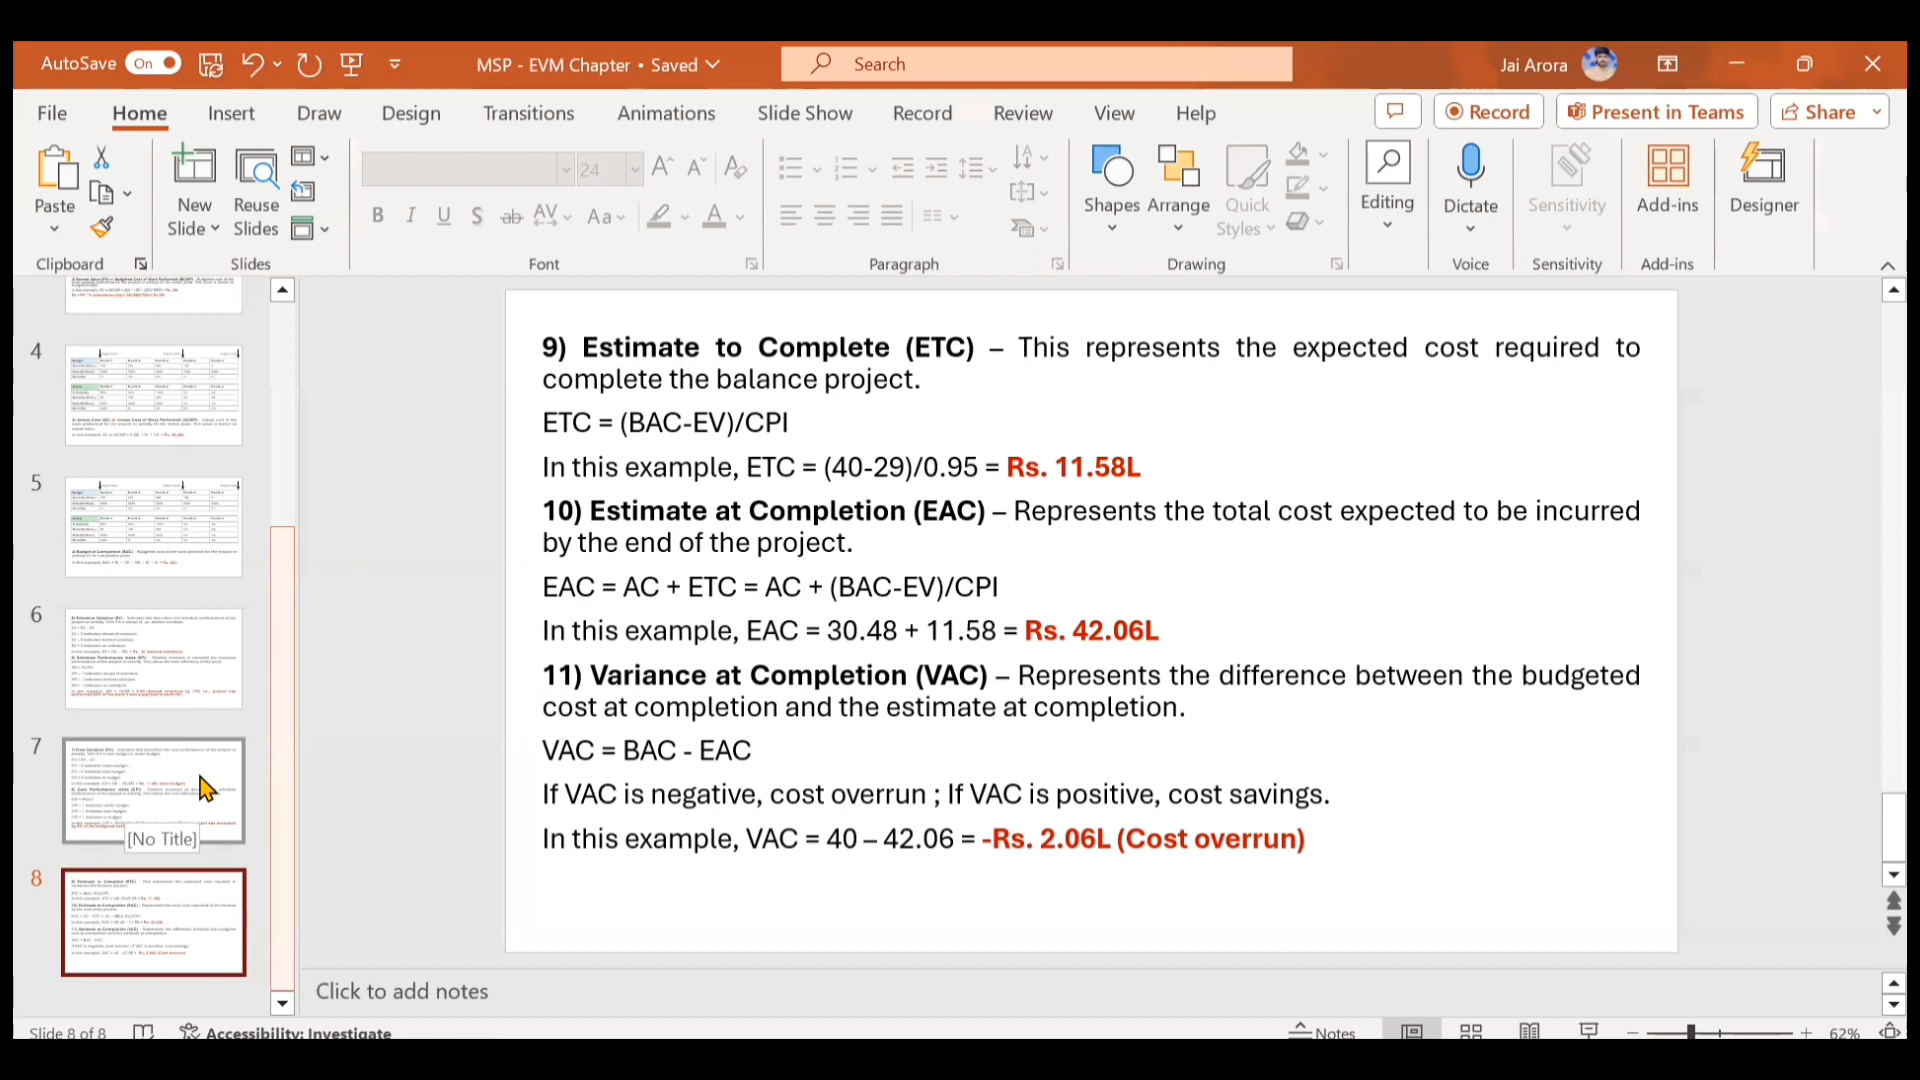 AutoSave On MSP - EVM Chapter • Saved Search Jai Arora
File Home Insert Draw Design Transitions Animations Slide Show Record Review View Help Record Present in Teams Share
Paste New Slide Reuse Slides 24 Shapes Arrange Quick Styles Editing Dictate Sensitivity Add-ins Designer
Clipboard Slides Font Paragraph Drawing Voice Sensitivity Add-ins
4
5
6
7
[No Title]
8
9) Estimate to Complete (ETC) – This represents the expected cost required to
complete the balance project.
ETC = (BAC-EV)/CPI
In this example, ETC = (40-29)/0.95 = Rs. 11.58L
10) Estimate at Completion (EAC) – Represents the total cost expected to be incurred
by the end of the project.
EAC = AC + ETC = AC + (BAC-EV)/CPI
In this example, EAC = 30.48 + 11.58 = Rs. 42.06L
11) Variance at Completion (VAC) – Represents the difference between the budgeted
cost at completion and the estimate at completion.
VAC = BAC - EAC
If VAC is negative, cost overrun ; If VAC is positive, cost savings.
In this example, VAC = 40 – 42.06 = -Rs. 2.06L (Cost overrun)
Click to add notes
Slide 8 of 8 Accessibility: Investigate Notes 62%